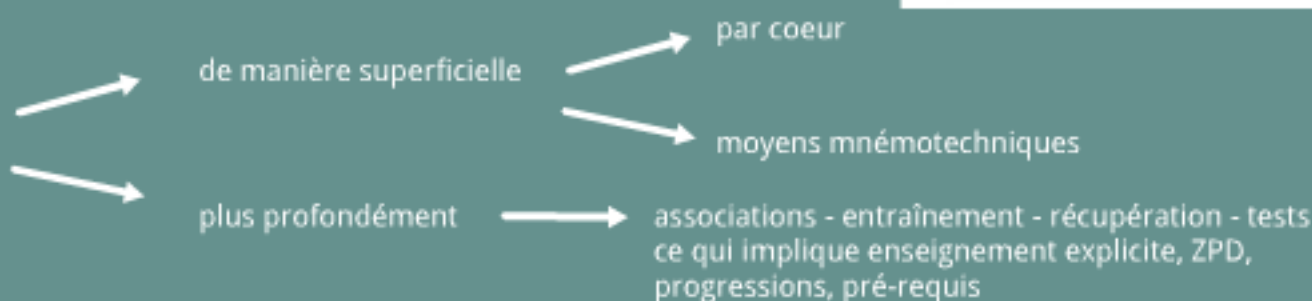 par coeur
de manière superficielle
moyens mnémotechniques
plus profondément
associations - entraînement - récupération - tests
ce qui implique enseignement explicite, ZPD,
progressions, pré-requis